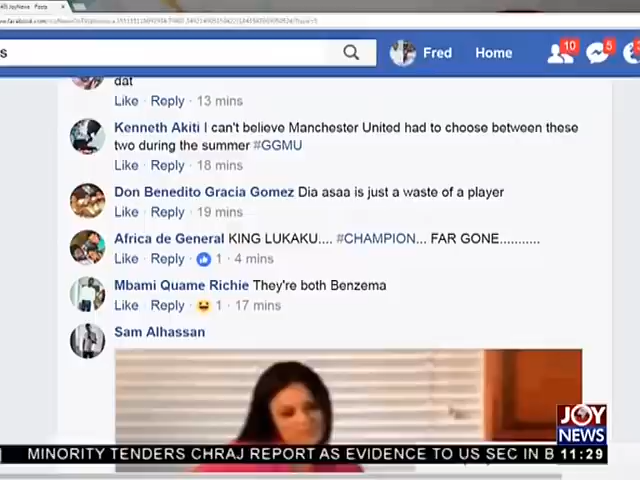 s
Fred
Home
10
5
dat
Like · Reply · 13 mins
Kenneth Akiti I can't believe Manchester United had to choose between these
two during the summer #GGMU
Like · Reply · 18 mins
Don Benedito Gracia Gomez Dia asaa is just a waste of a player
Like · Reply · 19 mins
Africa de General KING LUKAKU.... #CHAMPION... FAR GONE..........
Like · Reply · 1 · 4 mins
Mbami Quame Richie They're both Benzema
Like · Reply · 1 · 17 mins
Sam Alhassan
JOY
NEWS
MINORITY TENDERS CHRAJ REPORT AS EVIDENCE TO US SEC IN B
11:29